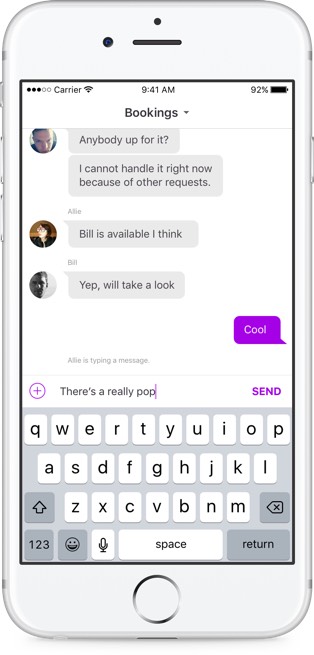 Carrier 9:41 AM 92%
Bookings
Anybody up for it?
I cannot handle it right now
because of other requests.
Allie
Bill is available I think
Bill
Yep, will take a look
Cool
Allie is typing a message.
There's a really pop SEND
q w e r t y u i o p
a s d f g h j k l
z x c v b n m
123 space return